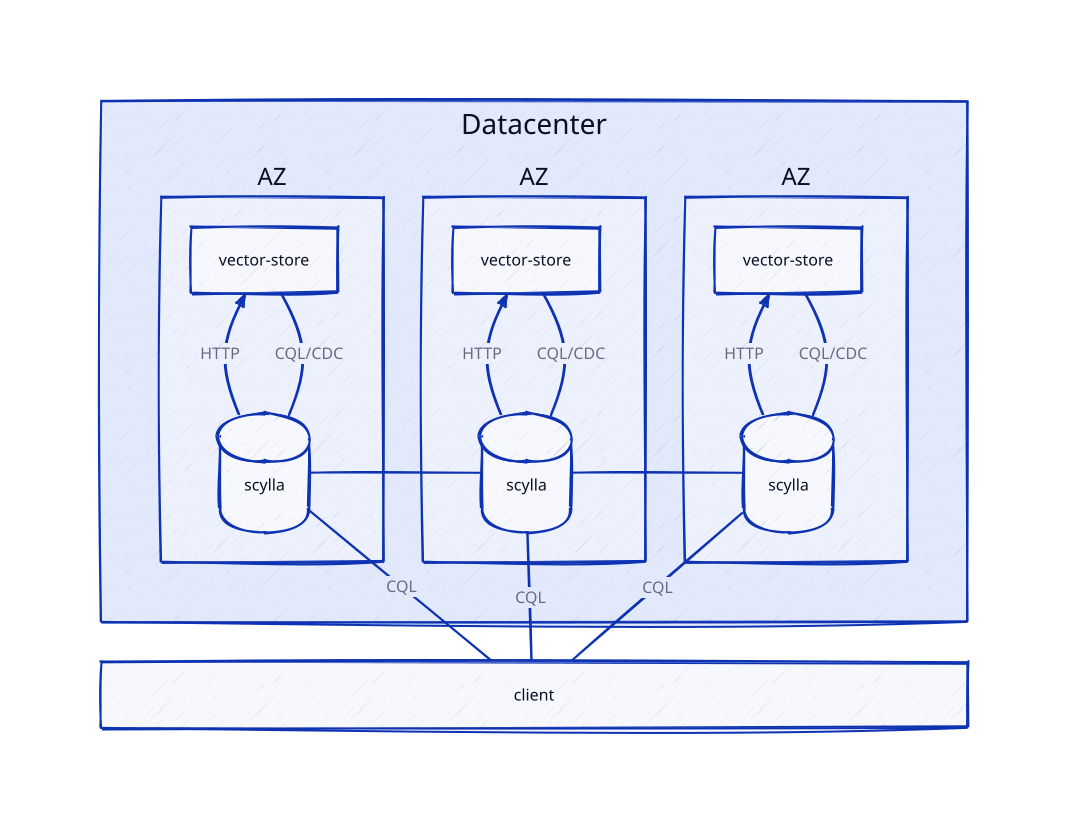 Datacenter
AZ
AZ
AZ
vector-store
vector-store
vector-store
HTTP
CQL/CDC
HTTP
CQL/CDC
HTTP
CQL/CDC
scylla
scylla
scylla
CQL
CQL
CQL
client